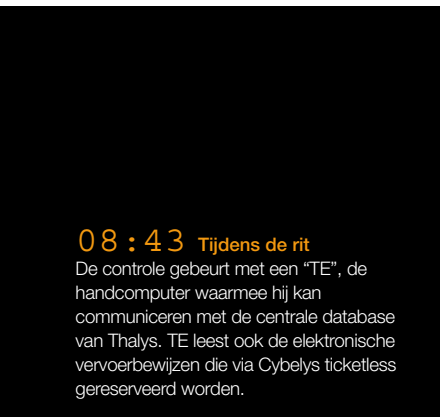 08:43 Tijdens de rit
De controle gebeurt met een “TE”, de
handcomputer waarmee hij kan
communiceren met de centrale database
van Thalys. TE leest ook de elektronische
vervoerbewijzen die via Cybelys ticketless
gereserveerd worden.